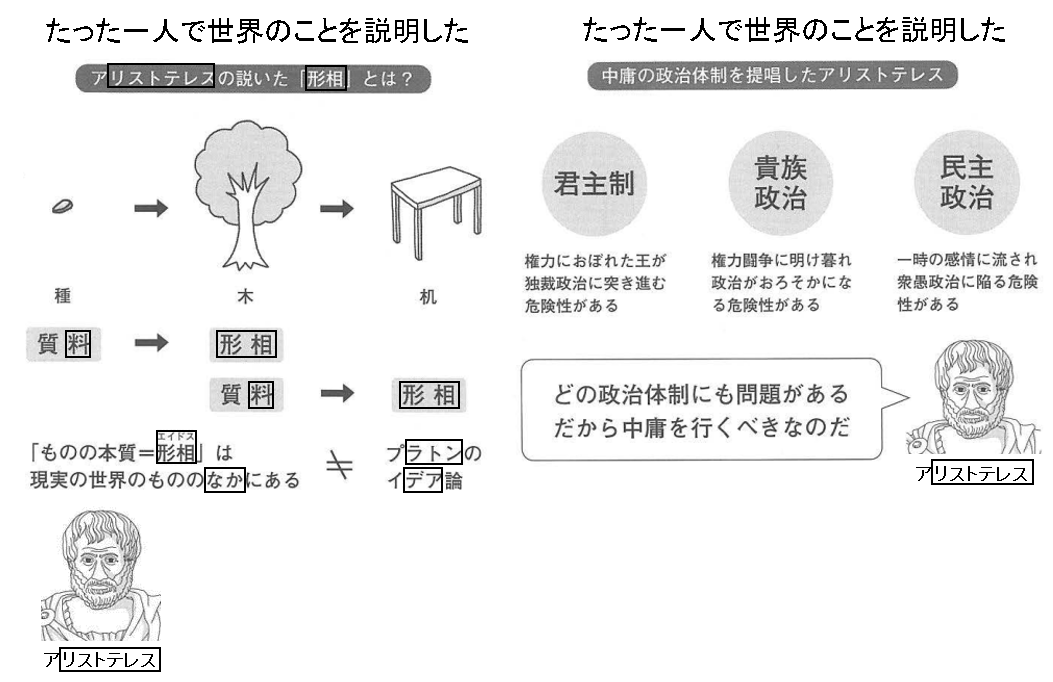 たった一人で世界のことを説明した
アリストテレスの説いた「形相」とは？
種
木
机
質料
形相
質料
形相
エイドス
「ものの本質＝形相」は
現実の世界のもののなかにある
≠
プラトンの
イデア論
アリストテレス
たった一人で世界のことを説明した
中庸の政治体制を提唱したアリストテレス
君主制
権力におぼれた王が
独裁政治に突き進む
危険性がある
貴族
政治
権力闘争に明け暮れ
政治がおろそかにな
る危険性がある
民主
政治
一時の感情に流され
衆愚政治に陥る危険
性がある
どの政治体制にも問題がある
だから中庸を行くべきなのだ
アリストテレス